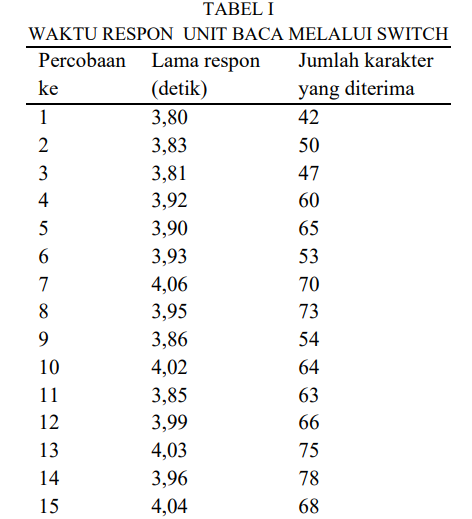 TABEL I
WAKTU RESPON UNIT BACA MELALUI SWITCH
Percobaan Lama respon Jumlah karakter
ke (detik) yang diterima
1 3,80 42
2 3,83 50
3 3,81 47
4 3,92 60
5 3,90 65
6 3,93 53
7 4,06 70
8 3,95 73
9 3,86 54
10 4,02 64
11 3,85 63
12 3,99 66
13 4,03 75
14 3,96 78
15 4,04 68